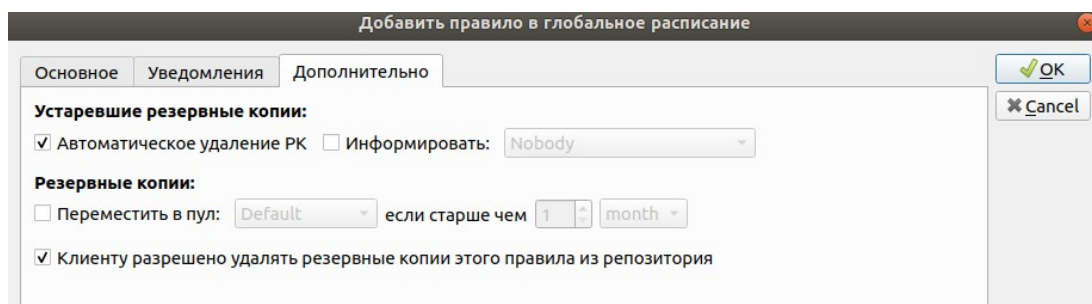 Добавить правило в глобальное расписание
Основное Уведомления Дополнительно
OK
Cancel
Устаревшие резервные копии:
Автоматическое удаление РК Информировать: Nobody
Резервные копии:
Переместить в пул: Default если старше чем 1 month
Клиенту разрешено удалять резервные копии этого правила из репозитория